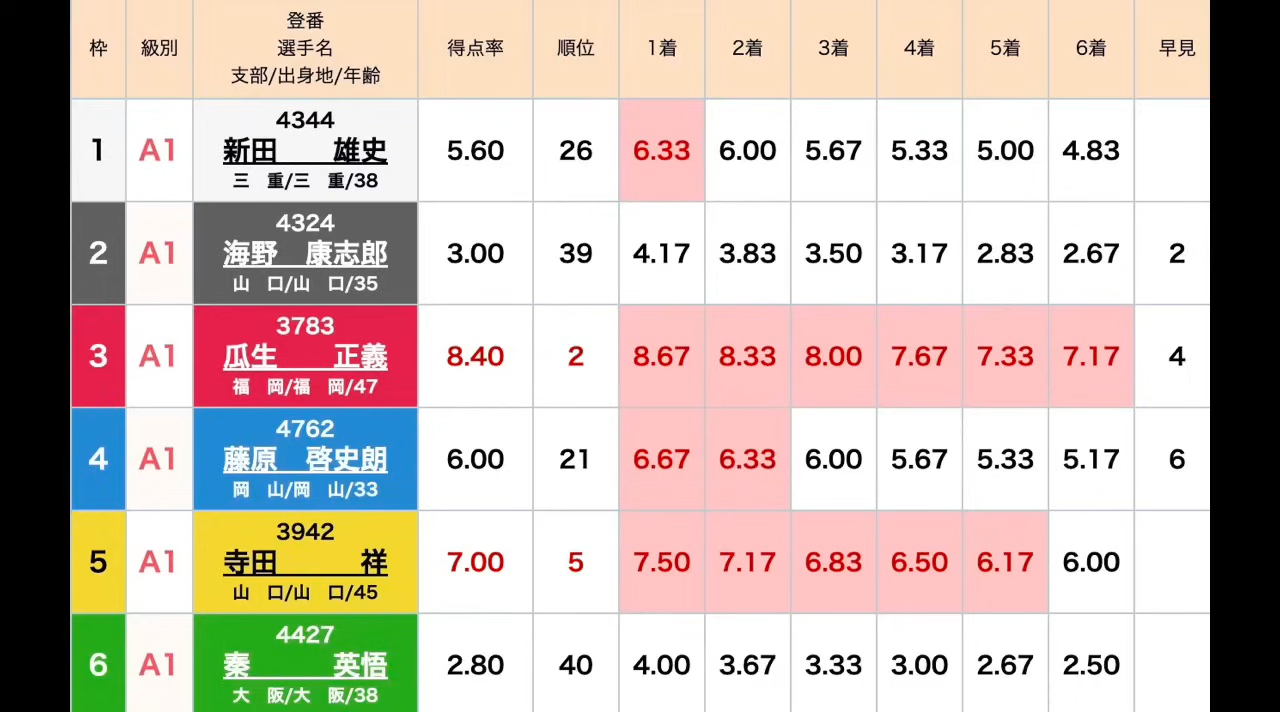 枠 級別 登番 得点率 順位 1着 2着 3着 4着 5着 6着 早見
選手名
支部/出身地/年齢
4344
1 A1 新田 雄史 5.60 26 6.33 6.00 5.67 5.33 5.00 4.83
三 重/三 重/38
4324
2 A1 海野 康志郎 3.00 39 4.17 3.83 3.50 3.17 2.83 2.67 2
山 口/山 口/35
3783
3 A1 瓜生 正義 8.40 2 8.67 8.33 8.00 7.67 7.33 7.17 4
福 岡/福 岡/47
4762
4 A1 藤原 啓史朗 6.00 21 6.67 6.33 6.00 5.67 5.33 5.17 6
岡 山/岡 山/33
3942
5 A1 寺田 祥 7.00 5 7.50 7.17 6.83 6.50 6.17 6.00
山 口/山 口/45
4427
6 A1 秦 英悟 2.80 40 4.00 3.67 3.33 3.00 2.67 2.50
大 阪/大 阪/38